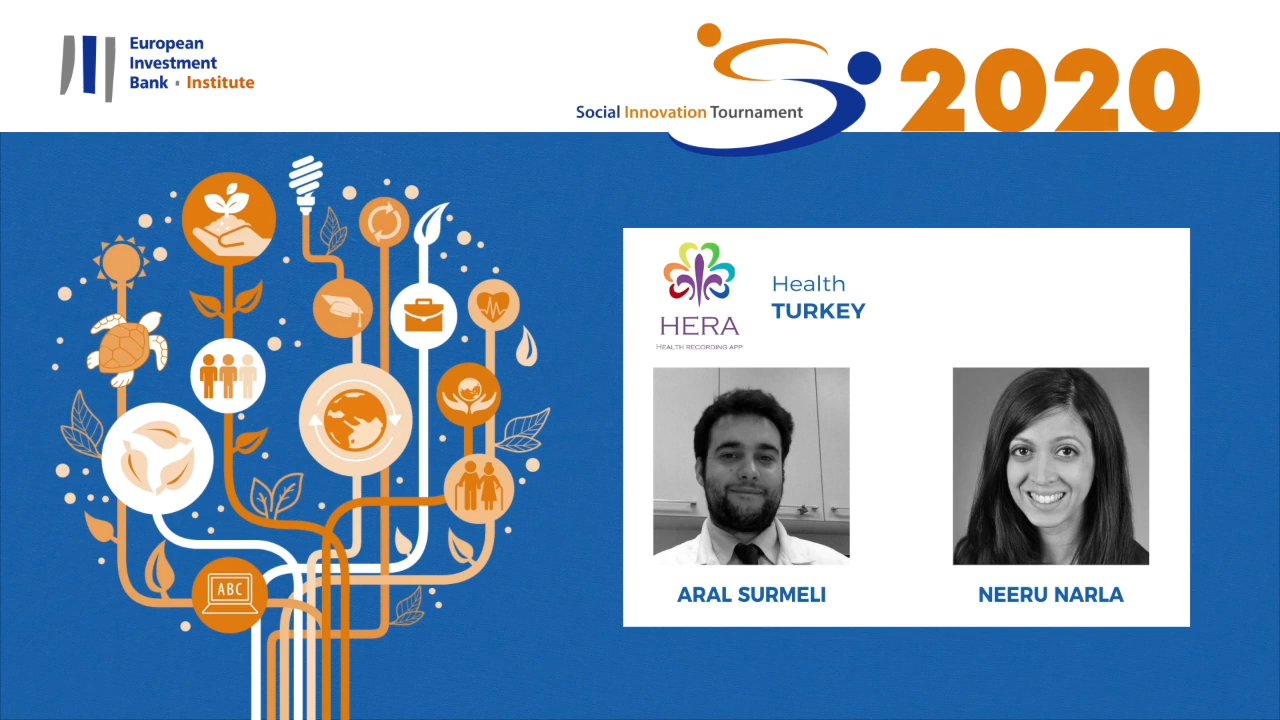 European
Investment
Bank · Institute
Social Innovation Tournament
2020
HERA
HEALTH RECORDING APP
Health
TURKEY
ARAL SURMELI
NEERU NARLA
ABC